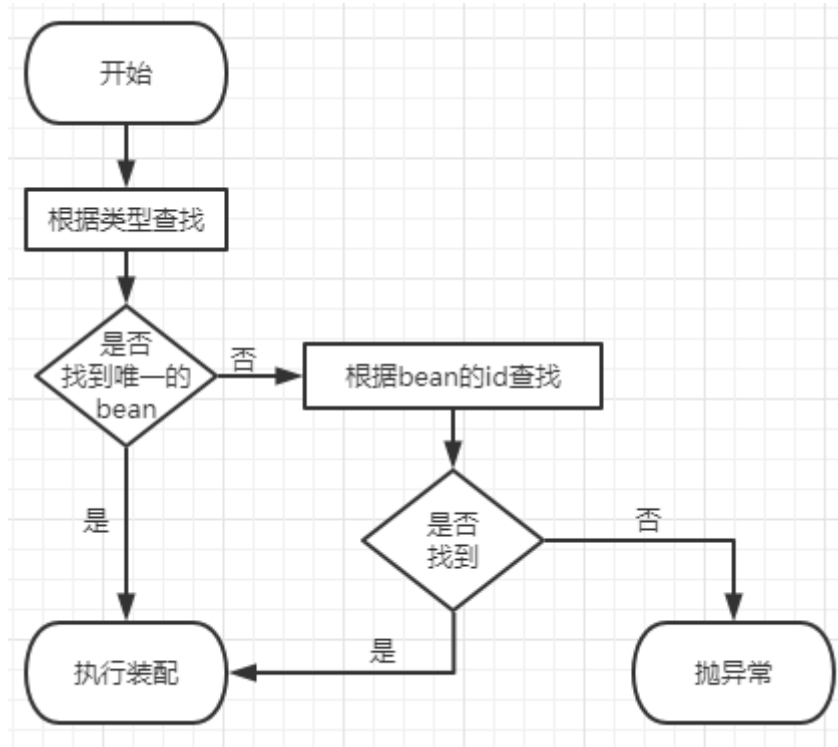 开始
根据类型查找
是否
找到唯一的
bean
否
根据bean的id查找
是
是否
找到
否
执行装配
是
抛异常